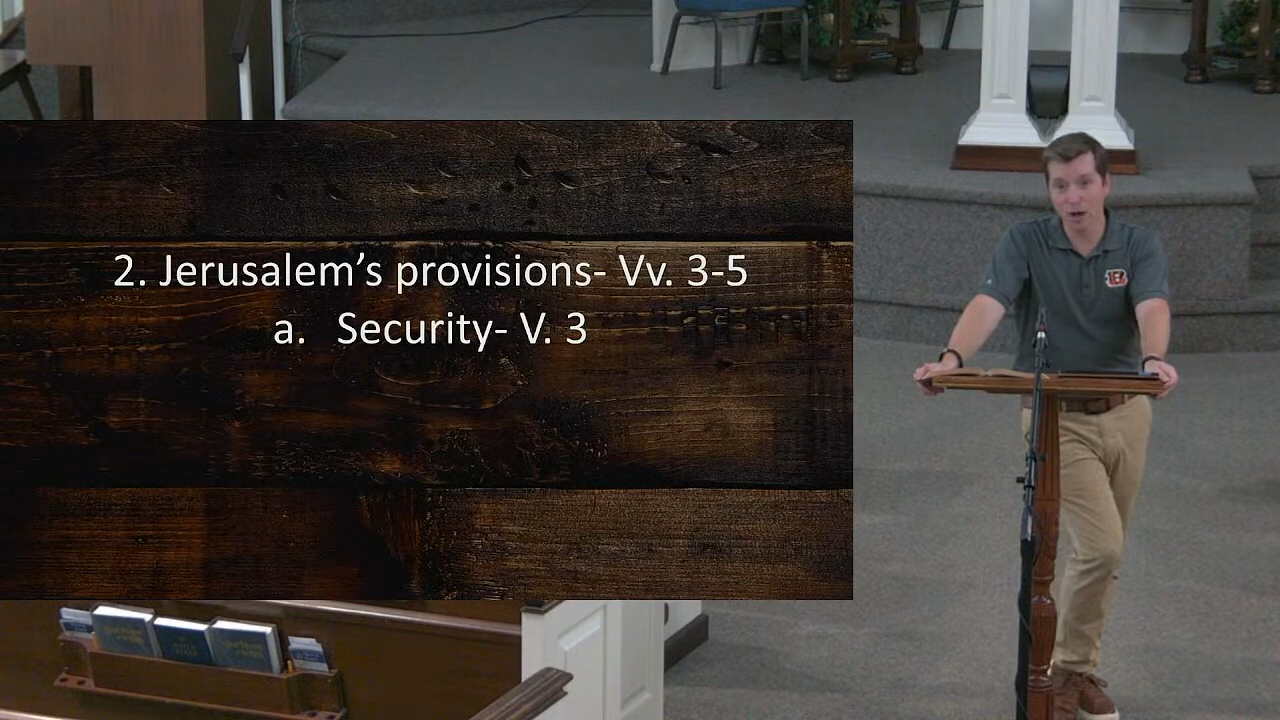 2. Jerusalem’s provisions- Vv. 3-5
a. Security- V. 3